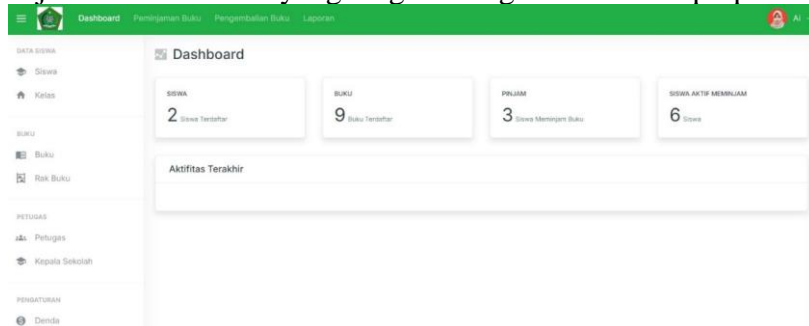 Dashboard Peminjaman Buku Pengembalian Buku Laporan Al
DATA SISWA
Siswa
Kelas
BUKU
Buku
Rak Buku
PETUGAS
Petugas
Kepala Sekolah
PENGATURAN
Denda
Dashboard
SISWA
2 Siswa Terdaftar
BUKU
9 Buku Terdaftar
PINJAM
3 Siswa Meminjam Buku
SISWA AKTIF MEMINJAM
6 Siswa
Aktifitas Terakhir